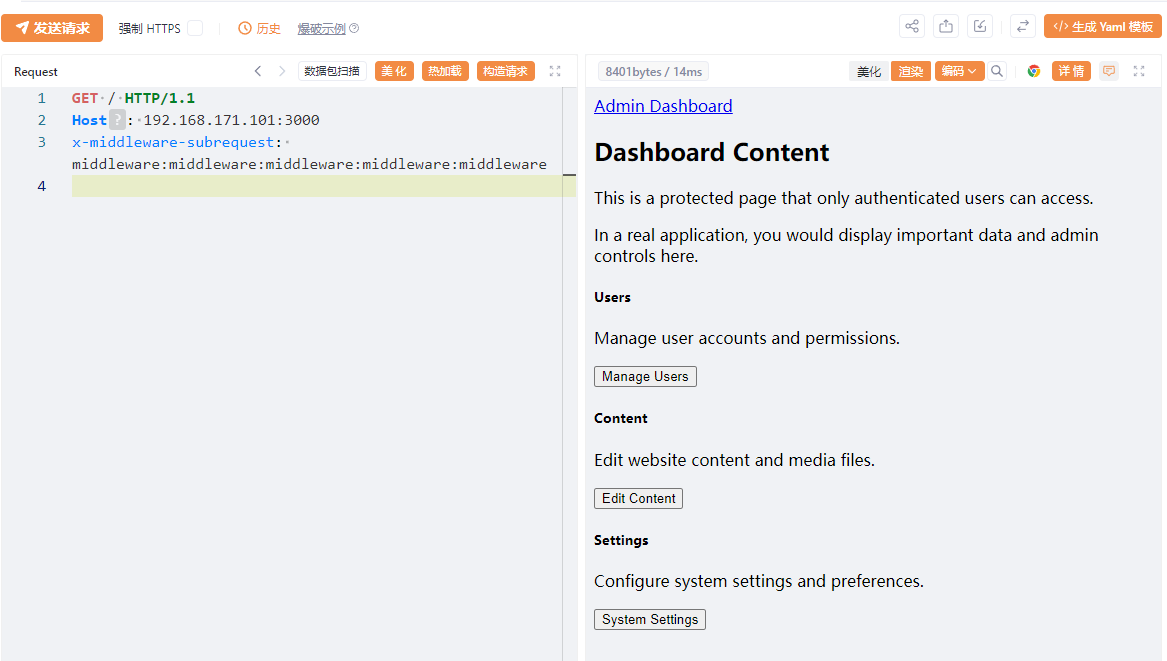 发送请求 强制 HTTPS 历史 爆破示例 生成 Yaml 模板
Request 数据包扫描 美化 热加载 构造请求
8401bytes / 14ms 美化 渲染 编码 详情
1 GET / HTTP/1.1
2 Host ? : 192.168.171.101:3000
3 x-middleware-subrequest:
middleware:middleware:middleware:middleware:middleware
4
Admin Dashboard
Dashboard Content
This is a protected page that only authenticated users can access.
In a real application, you would display important data and admin
controls here.
Users
Manage user accounts and permissions.
Manage Users
Content
Edit website content and media files.
Edit Content
Settings
Configure system settings and preferences.
System Settings